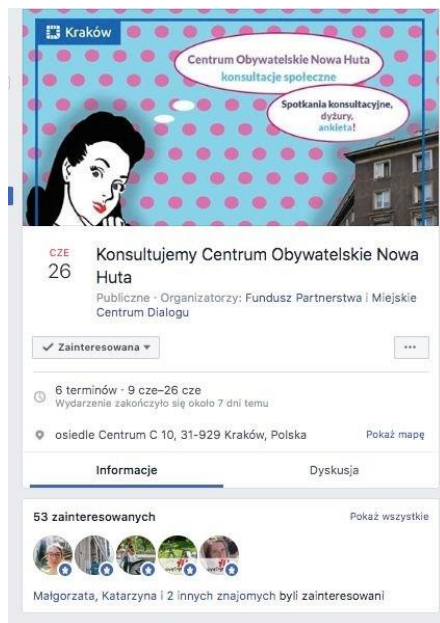 Kraków
Centrum Obywatelskie Nowa Huta
konsultacje społeczne
Spotkania konsultacyjne,
dyżury,
ankieta!
CZE
26
Konsultujemy Centrum Obywatelskie Nowa
Huta
Publiczne · Organizatorzy: Fundusz Partnerstwa i Miejskie
Centrum Dialogu
Zainteresowana
6 terminów · 9 cze–26 cze
Wydarzenie zakończyło się około 7 dni temu
osiedle Centrum C 10, 31-929 Kraków, Polska Pokaż mapę
Informacje Dyskusja
53 zainteresowanych Pokaż wszystkie
Małgorzata, Katarzyna i 2 innych znajomych byli zainteresowani